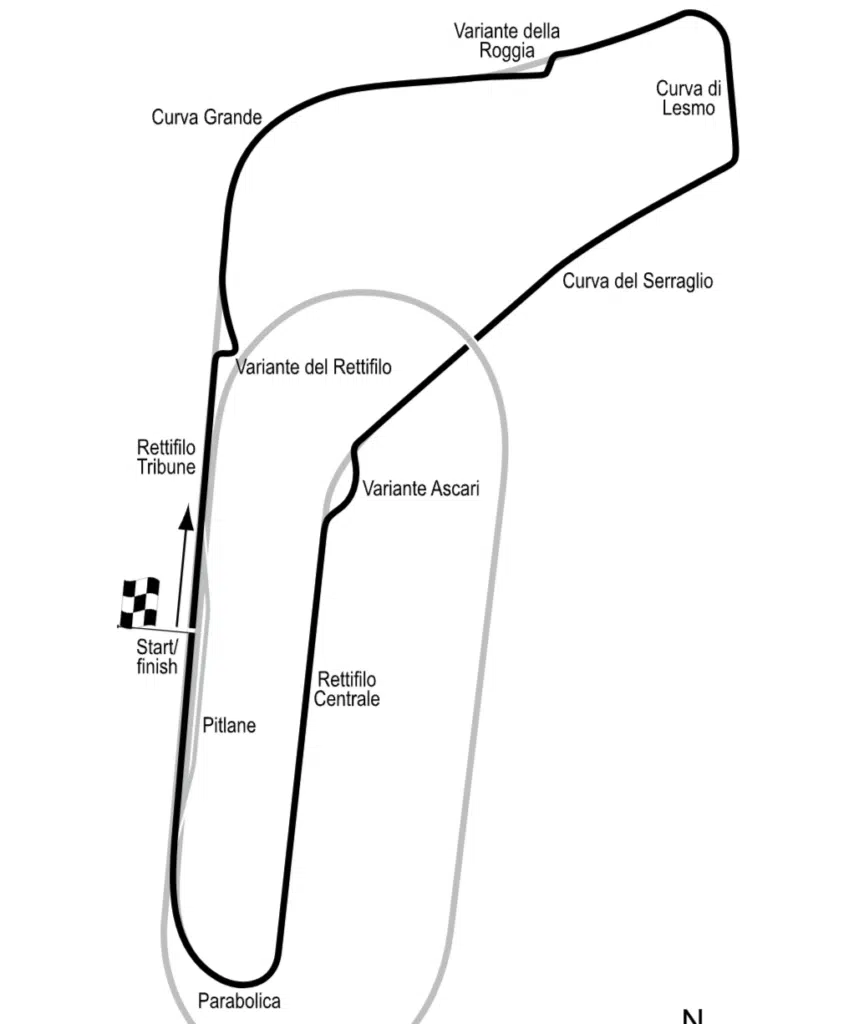 Variante della
Roggia
Curva di
Lesmo
Curva Grande
Curva del Serraglio
Variante del Rettifilo
Rettifilo
Tribune
Variante Ascari
Start/
finish
Rettifilo
Centrale
Pitlane
Parabolica
N